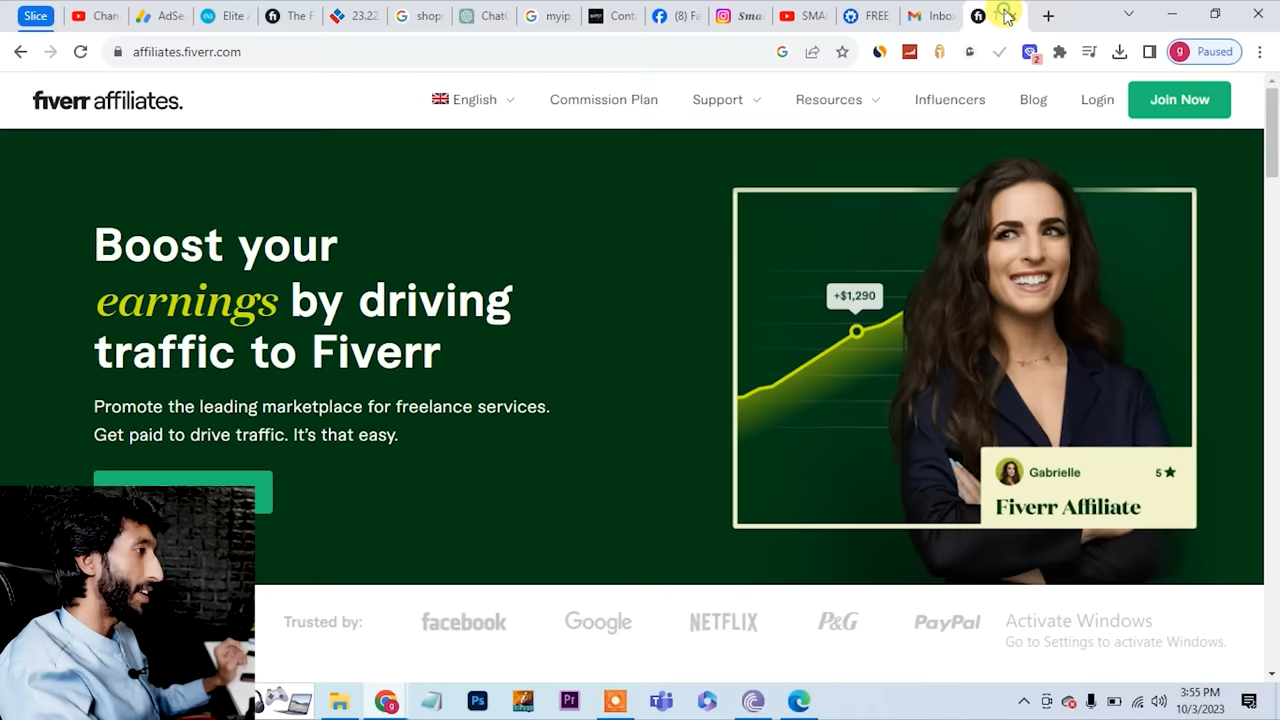 Slice
Chan
AdSe
Elite
The E
23.22
shop
Chat
myip
Cont
(8) Fa
Smar
SMA
FREE
Inbo
affiliates.fiverr.com
2
g Paused
fiverr affiliates.
English
Commission Plan
Support
Resources
Influencers
Blog
Login
Join Now
Boost your
earnings by driving
traffic to Fiverr
Promote the leading marketplace for freelance services.
Get paid to drive traffic. It's that easy.
+$1,290
Gabrielle
5★
Fiverr Affiliate
Trusted by:
facebook
Google
NETFLIX
P&G
PayPal
Activate Windows
Go to Settings to activate Windows.
Ps
Pr
3:55 PM
10/3/2023